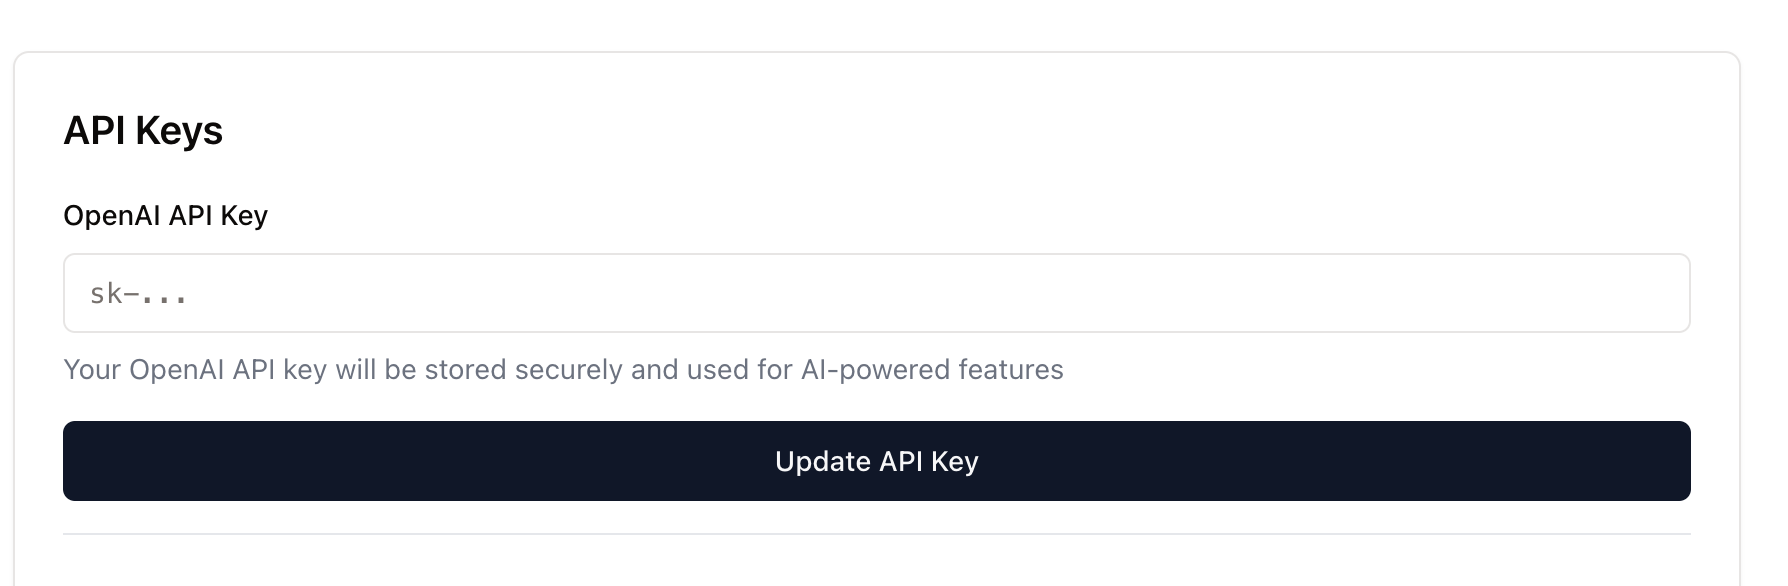 API Keys
OpenAI API Key
sk-...
Your OpenAI API key will be stored securely and used for AI-powered features
Update API Key